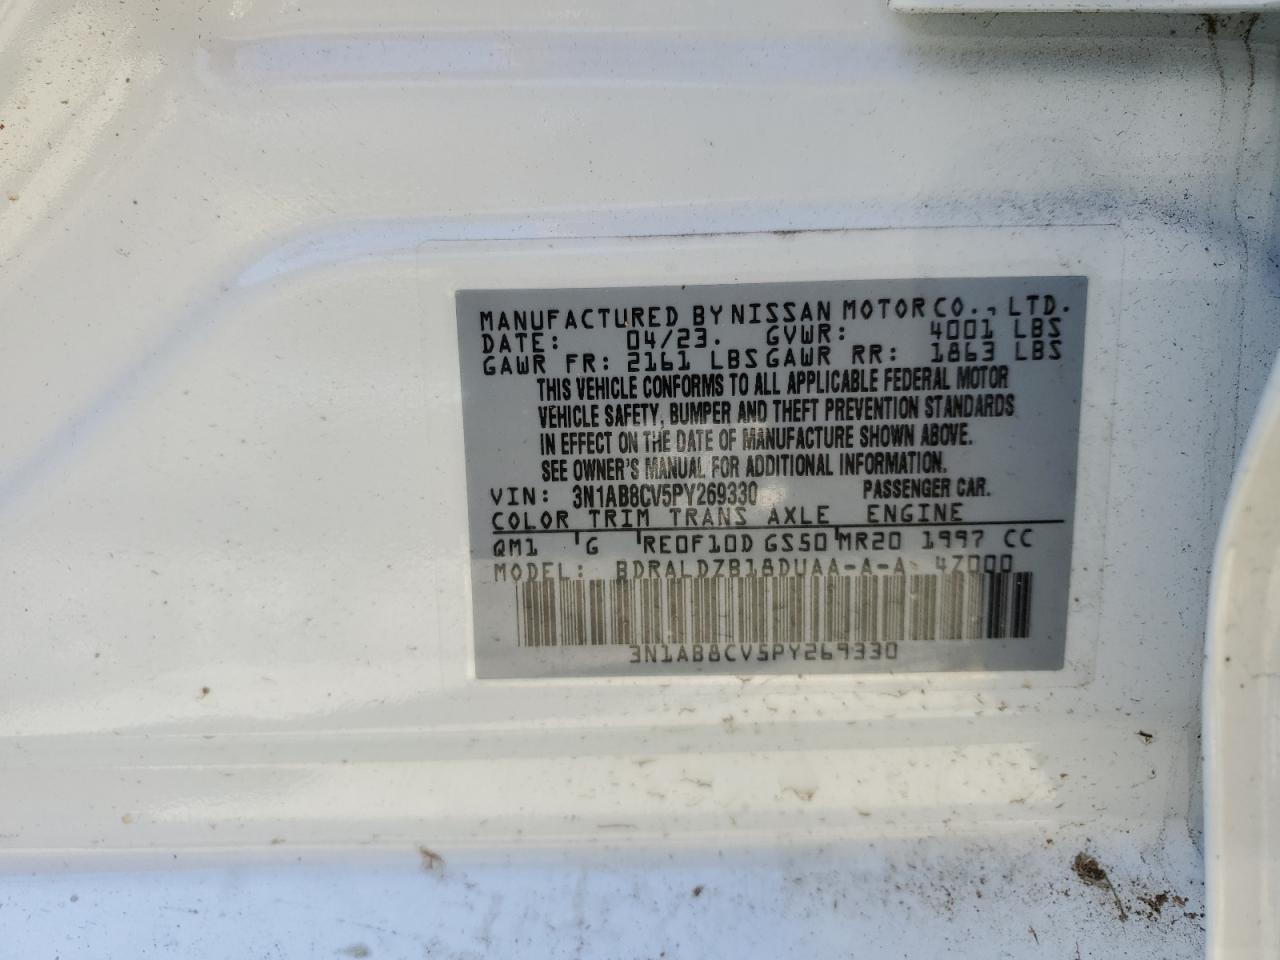 MANUFACTURED BY NISSAN MOTOR CO., LTD.
DATE: 04/23. GVWR: 4001 LBS
GAWR FR: 2161 LBS GAWR RR: 1863 LBS
THIS VEHICLE CONFORMS TO ALL APPLICABLE FEDERAL MOTOR
VEHICLE SAFETY, BUMPER AND THEFT PREVENTION STANDARDS
IN EFFECT ON THE DATE OF MANUFACTURE SHOWN ABOVE.
SEE OWNER'S MANUAL FOR ADDITIONAL INFORMATION.
VIN: 3N1AB8CV5PY269330 PASSENGER CAR.
COLOR TRIM TRANS AXLE ENGINE
QM1 G RE0F10D GS50 MR20 1997 CC
MODEL: BDRALDZB18DUAA-A-A 4Z000
3N1AB8CV5PY269330